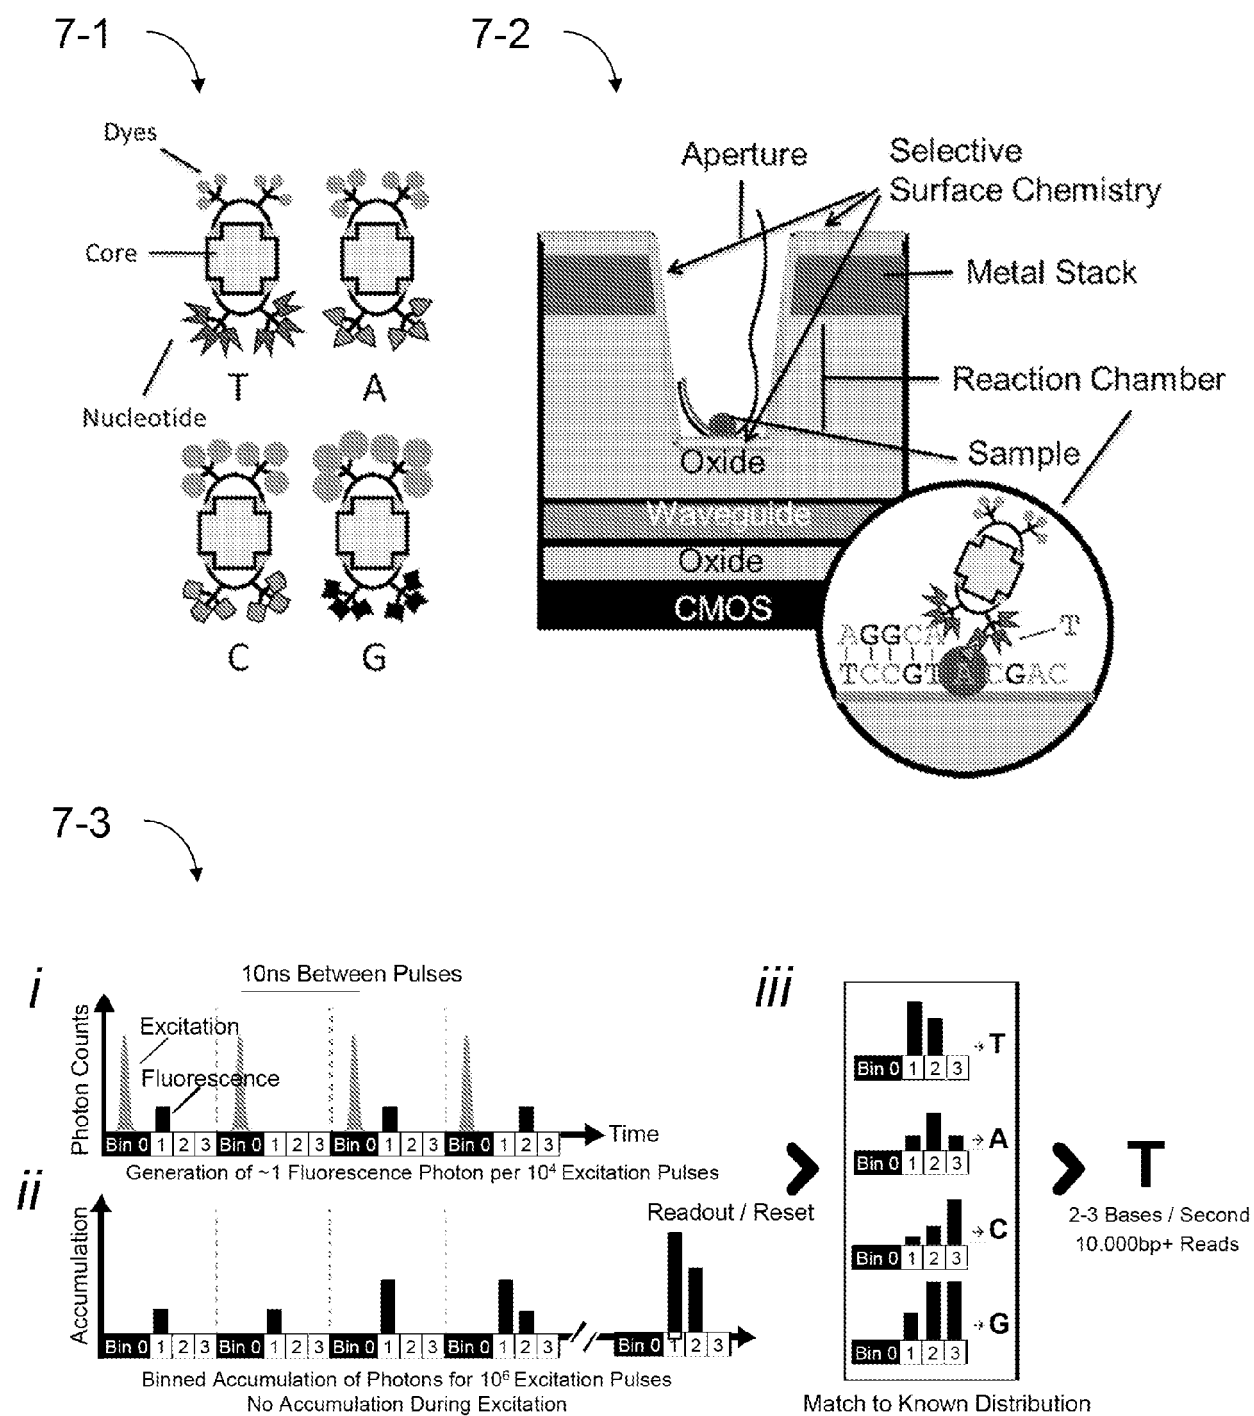 7-1
7-2
Dyes
Core
Nucleotide
T
A
C
G
Aperture
Selective
Surface Chemistry
Metal Stack
Reaction Chamber
Sample
Oxide
Waveguide
Oxide
CMOS
AGGCA
T
TCCGTACGAC
7-3
i
10ns Between Pulses
Photon Counts
Excitation
Fluorescence
Bin 0 1 2 3 Bin 0 1 2 3 Bin 0 1 2 3 Bin 0 1 2 3
Time
Generation of ~1 Fluorescence Photon per 10⁴ Excitation Pulses
ii
Accumulation
Readout / Reset
Bin 0 1 2 3 Bin 0 1 2 3 Bin 0 1 2 3 Bin 0 1 2 3 Bin 0 1 2 3
Binned Accumulation of Photons for 10⁶ Excitation Pulses
No Accumulation During Excitation
iii
Bin 0 1 2 3 T
Bin 0 1 2 3 A
Bin 0 1 2 3 C
Bin 0 1 2 3 G
Match to Known Distribution
T
2-3 Bases / Second
10.000bp+ Reads